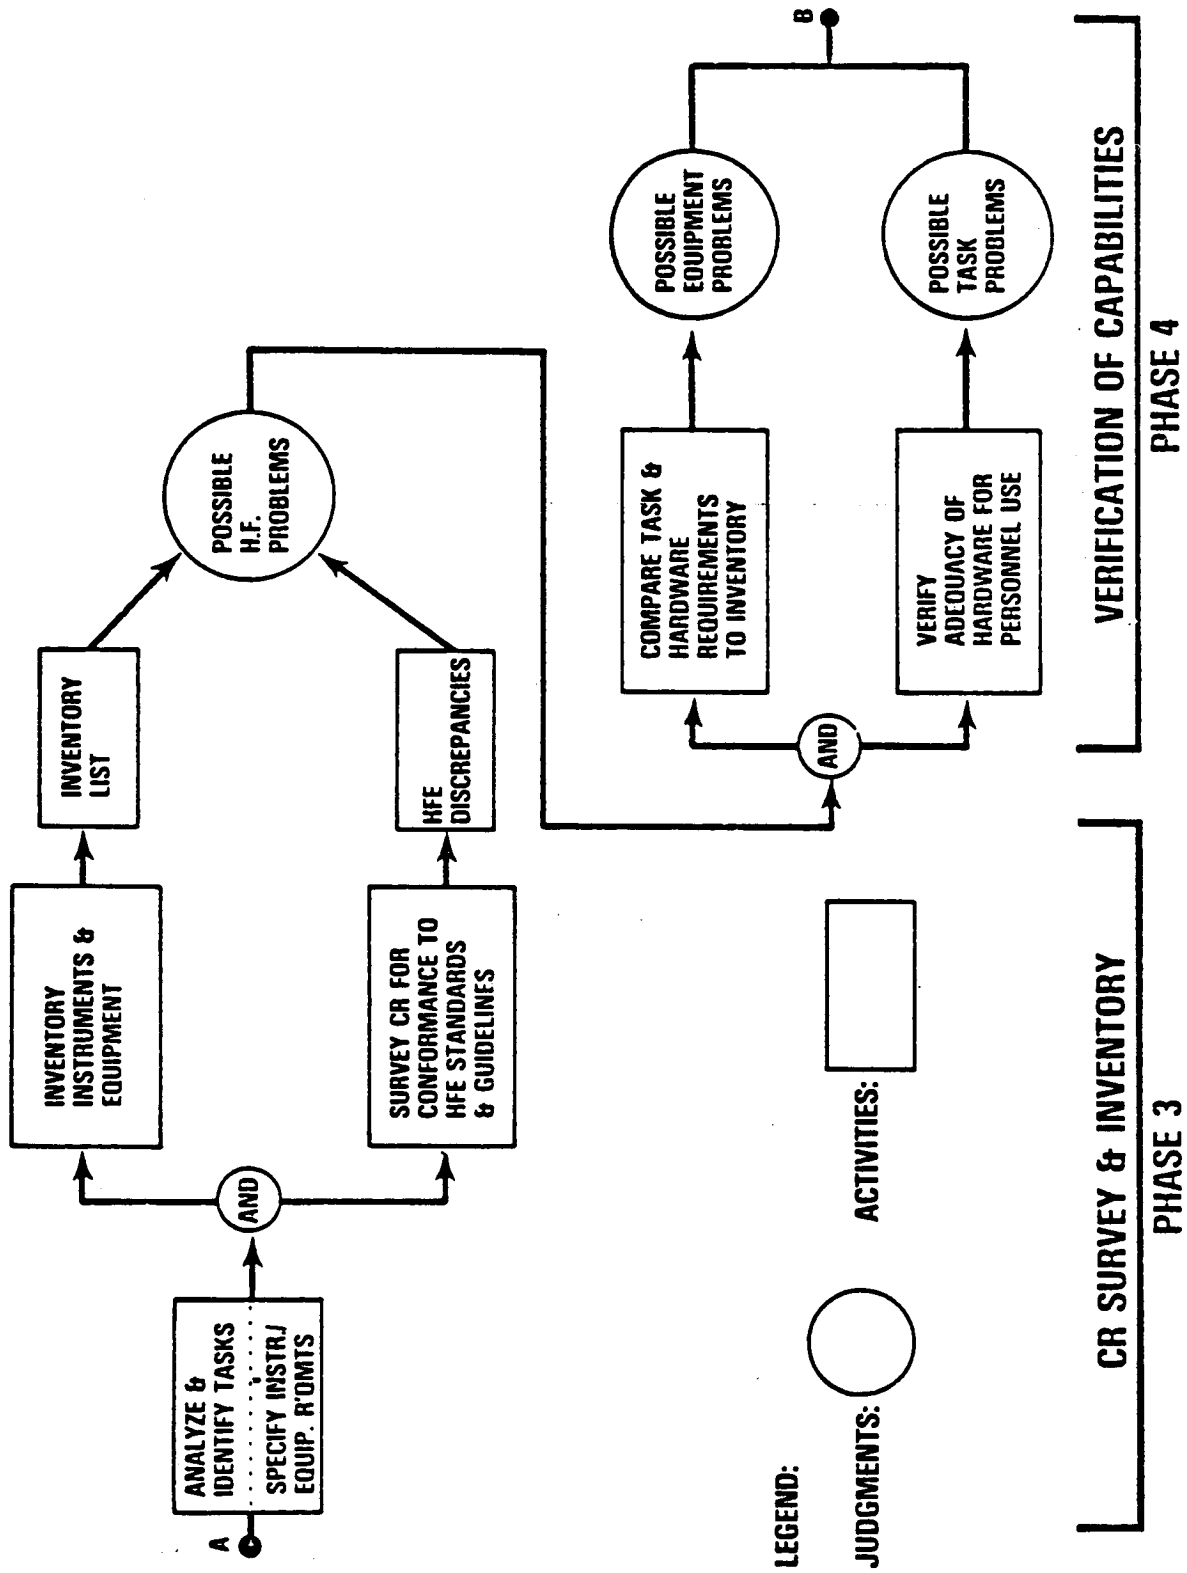 A
ANALYZE &
IDENTIFY TASKS
SPECIFY INSTR./
EQUIP. R'QMTS
AND
INVENTORY
INSTRUMENTS &
EQUIPMENT
INVENTORY
LIST
SURVEY CR FOR
CONFORMANCE TO
HFE STANDARDS
& GUIDELINES
HFE
DISCREPANCIES
POSSIBLE
H.F.
PROBLEMS
AND
COMPARE TASK &
HARDWARE
REQUIREMENTS
TO INVENTORY
POSSIBLE
EQUIPMENT
PROBLEMS
VERIFY
ADEQUACY OF
HARDWARE FOR
PERSONNEL USE
POSSIBLE
TASK
PROBLEMS
B
LEGEND:
JUDGMENTS:
ACTIVITIES:
CR SURVEY & INVENTORY
PHASE 3
VERIFICATION OF CAPABILITIES
PHASE 4